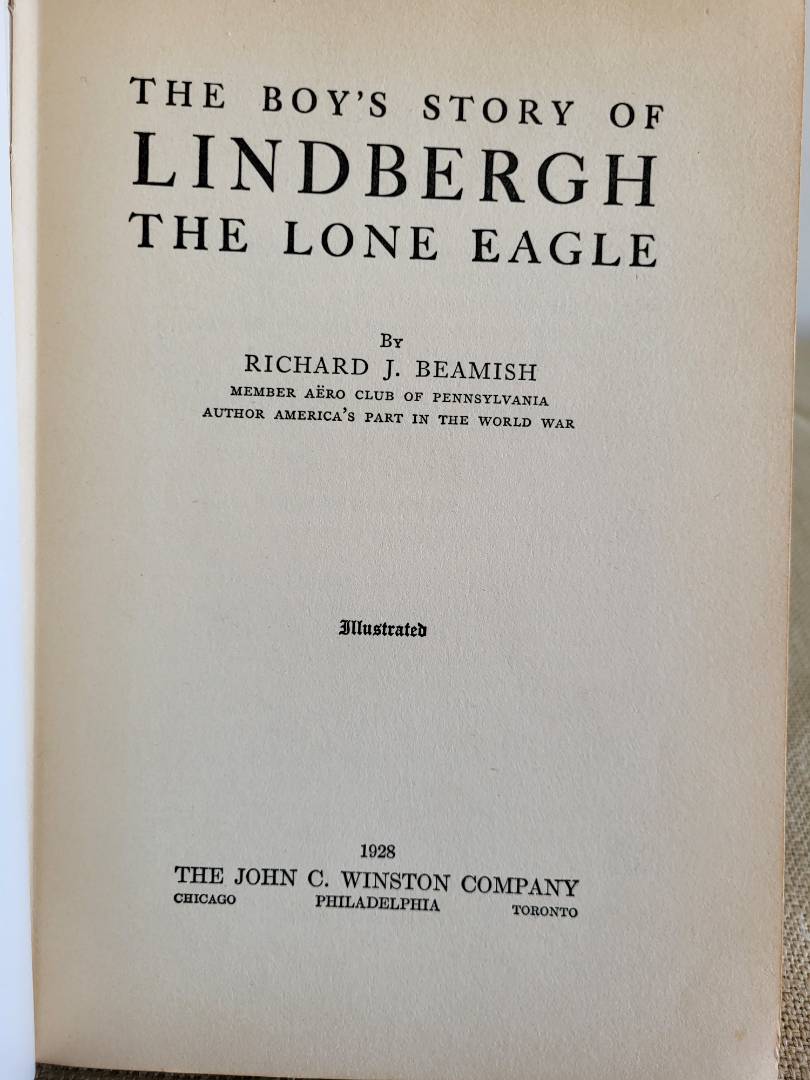 THE BOY'S STORY OF
LINDBERGH
THE LONE EAGLE
By
RICHARD J. BEAMISH
MEMBER AËRO CLUB OF PENNSYLVANIA
AUTHOR AMERICA'S PART IN THE WORLD WAR
Illustrated
1928
THE JOHN C. WINSTON COMPANY
CHICAGO PHILADELPHIA TORONTO